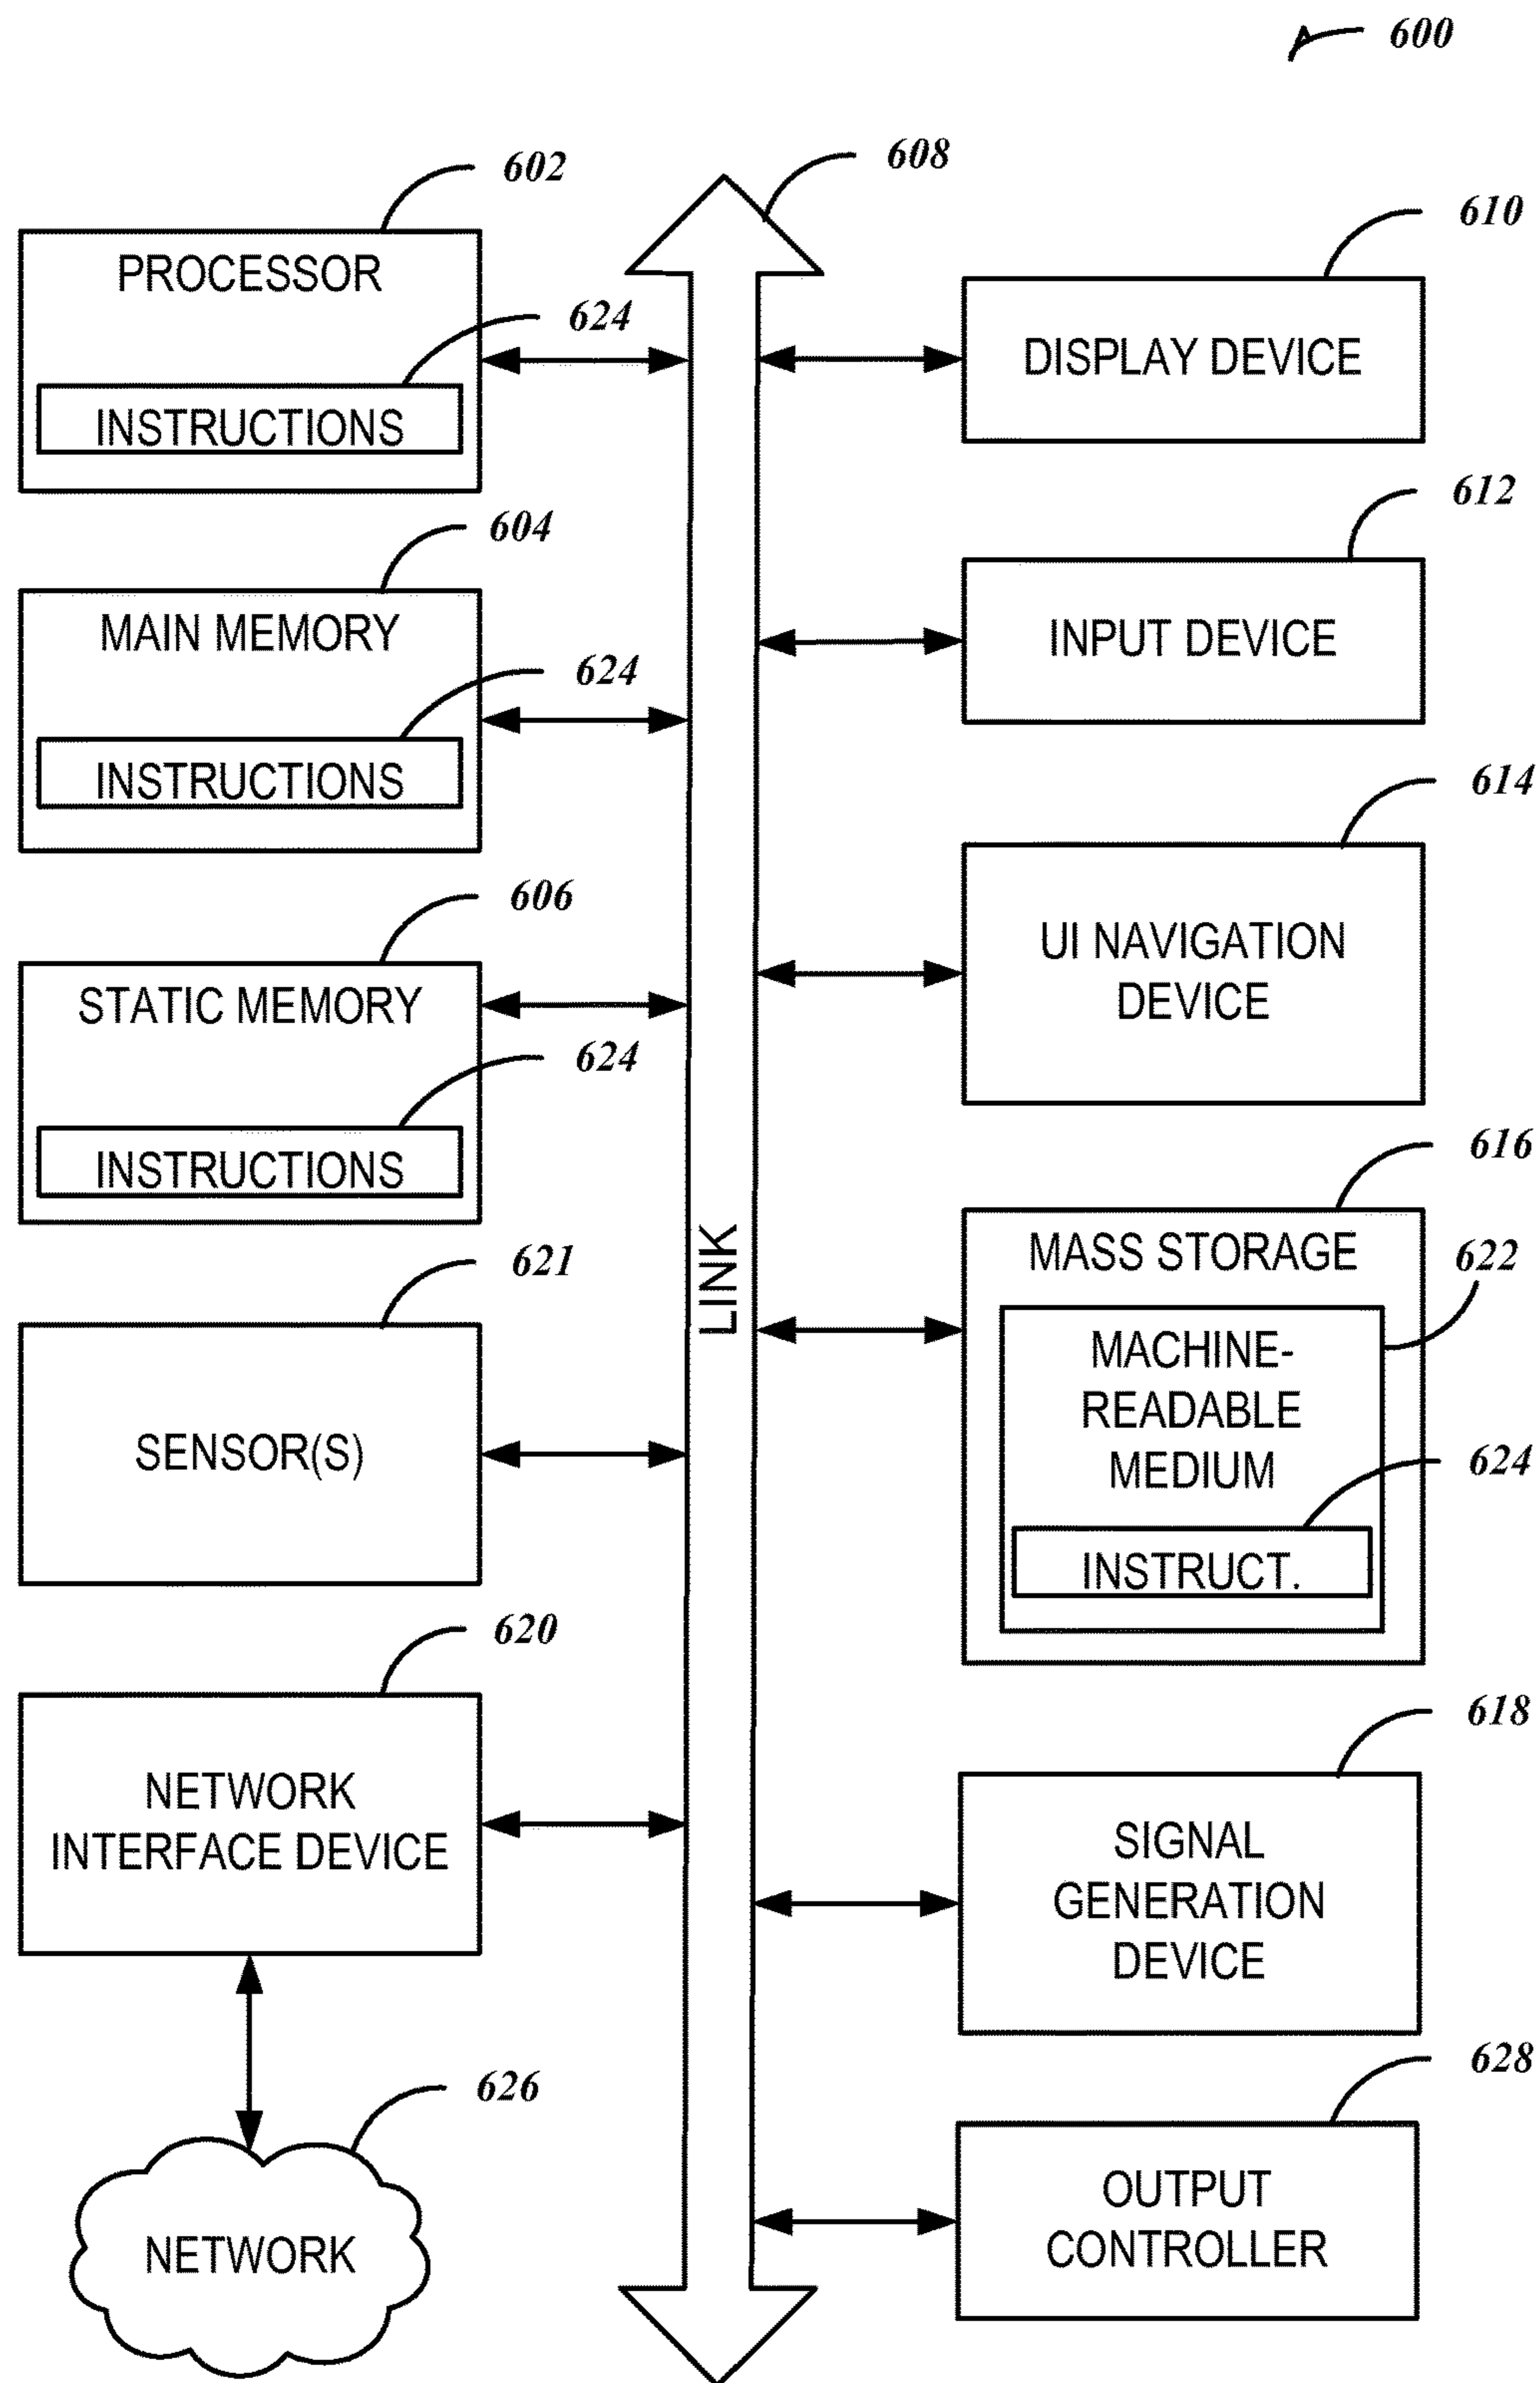 600
602
PROCESSOR
624
INSTRUCTIONS
604
MAIN MEMORY
624
INSTRUCTIONS
606
STATIC MEMORY
624
INSTRUCTIONS
621
SENSOR(S)
620
NETWORK
INTERFACE DEVICE
626
NETWORK
608
LINK
610
DISPLAY DEVICE
612
INPUT DEVICE
614
UI NAVIGATION
DEVICE
616
MASS STORAGE
622
MACHINE-
READABLE
MEDIUM
624
INSTRUCT.
618
SIGNAL
GENERATION
DEVICE
628
OUTPUT
CONTROLLER